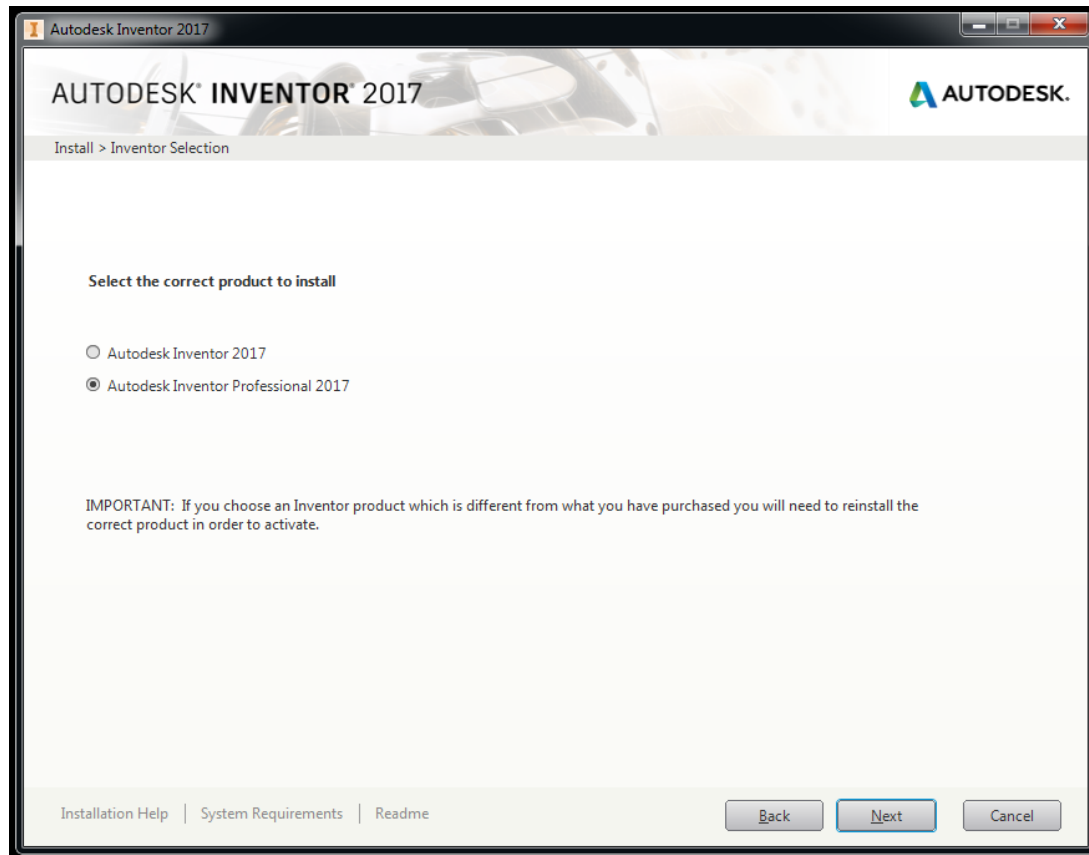 Autodesk Inventor 2017
AUTODESK® INVENTOR® 2017
AUTODESK.
Install > Inventor Selection
Select the correct product to install
Autodesk Inventor 2017
Autodesk Inventor Professional 2017
IMPORTANT:  If you choose an Inventor product which is different from what you have purchased you will need to reinstall the
correct product in order to activate.
Installation Help | System Requirements | Readme
Back
Next
Cancel